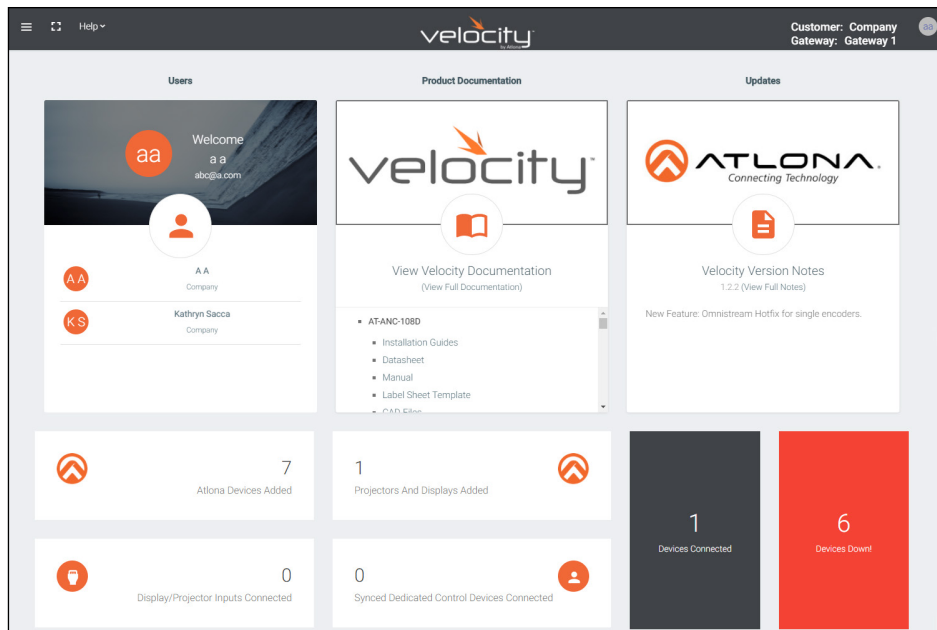 Help
velocity
by Atlona
Customer: Company
Gateway: Gateway 1
aa
Users
Product Documentation
Updates
aa
Welcome
a a
abc@a.com
A A
A A
Company
K S
Kathryn Sacca
Company
velocity
View Velocity Documentation
(View Full Documentation)
AT-ANC-108D
Installation Guides
Datasheet
Manual
Label Sheet Template
CAD Files
ATLONA.
Connecting Technology
Velocity Version Notes
1.2.2 (View Full Notes)
New Feature: Omnistream Hotfix for single encoders.
7
Atlona Devices Added
1
Projectors And Displays Added
0
Display/Projector Inputs Connected
0
Synced Dedicated Control Devices Connected
1
Devices Connected
6
Devices Down!